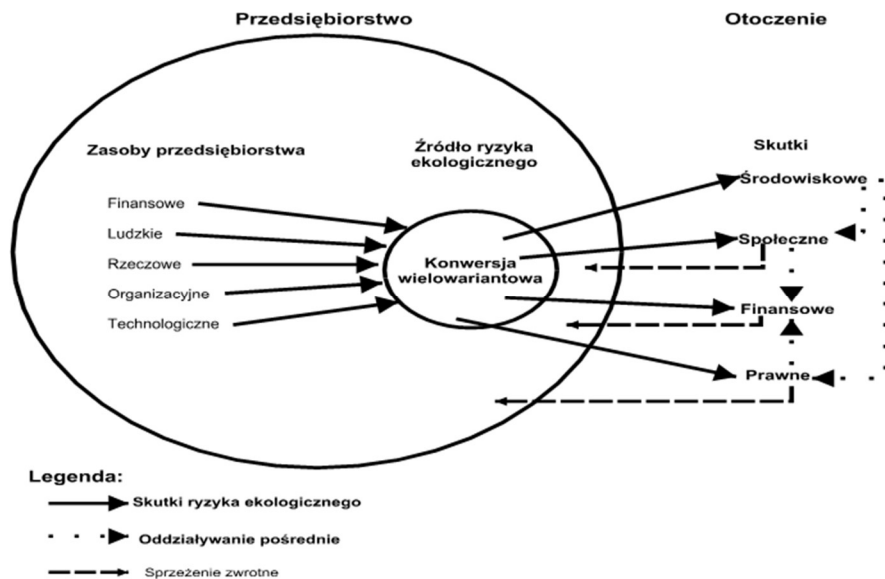 Przedsiębiorstwo
Otoczenie
Zasoby przedsiębiorstwa
Źródło ryzyka
ekologicznego
Skutki
Finansowe
Ludzkie
Rzeczowe
Organizacyjne
Technologiczne
Konwersja
wielowariantowa
Środowiskowe
Społeczne
Finansowe
Prawne
Legenda:
Skutki ryzyka ekologicznego
Oddziaływanie pośrednie
Sprzężenie zwrotne